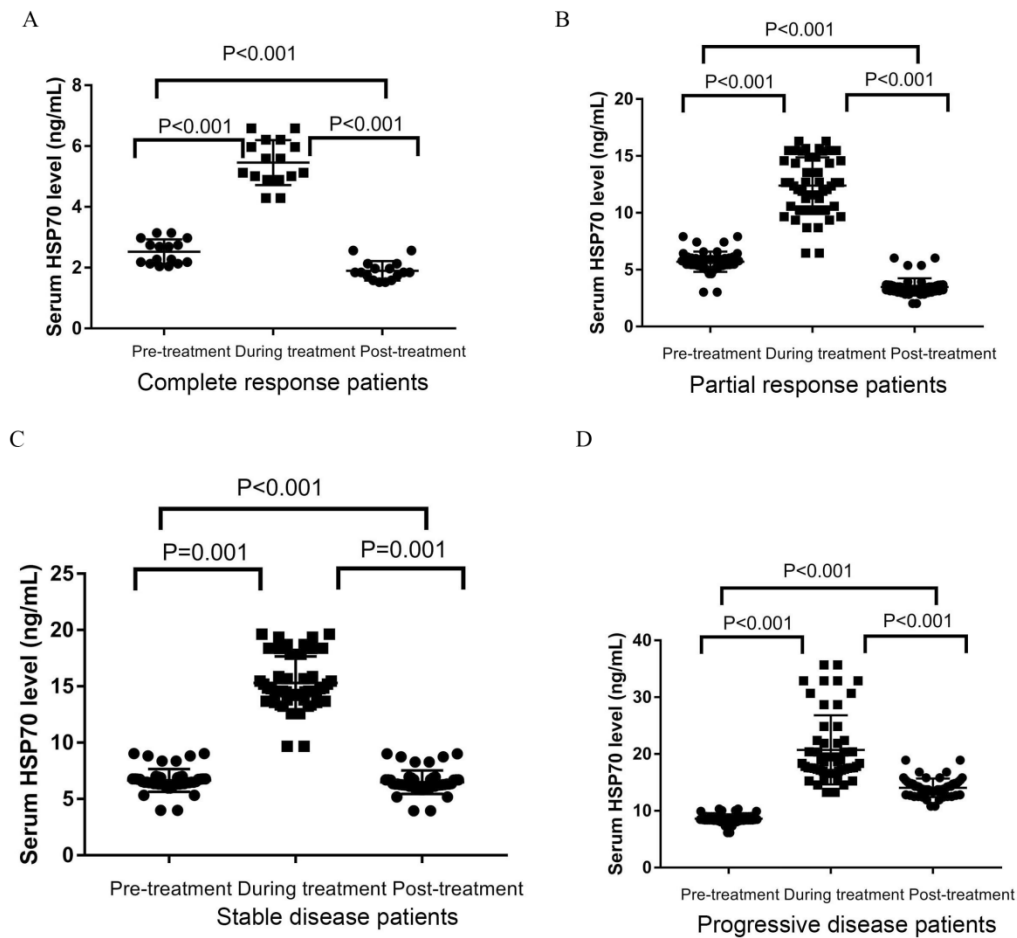 A
P<0.001
P<0.001 P<0.001
Serum HSP70 level (ng/mL)
8
6
4
2
0
Pre-treatment During treatment Post-treatment
Complete response patients
B
P<0.001
P<0.001 P<0.001
Serum HSP70 level (ng/mL)
20
15
10
5
0
Pre-treatment During treatment Post-treatment
Partial response patients
C
P<0.001
P=0.001 P=0.001
Serum HSP70 level (ng/mL)
25
20
15
10
5
0
Pre-treatment During treatment Post-treatment
Stable disease patients
D
P<0.001
P<0.001 P<0.001
Serum HSP70 level (ng/mL)
40
30
20
10
0
Pre-treatment During treatment Post-treatment
Progressive disease patients